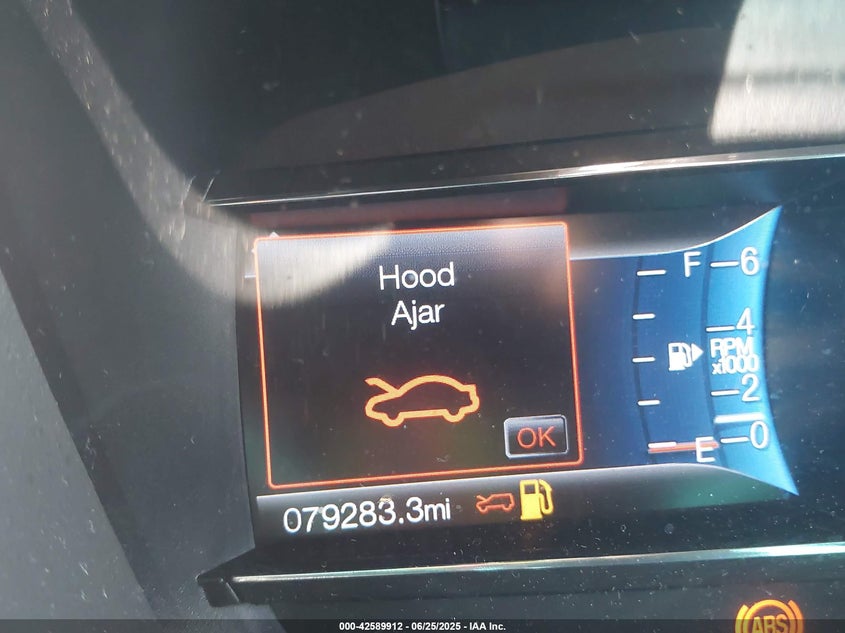 Hood
Ajar
OK
F
E
6
4
RPM
x1000
2
0
079283.3mi
ABS
000-42589912 - 06/25/2025 - IAA Inc.